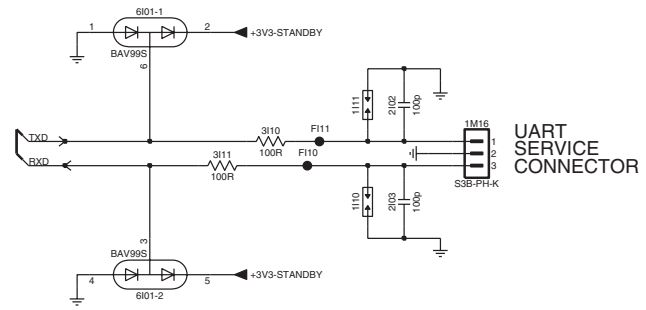 6I01-1
1
2
+3V3-STANDBY
BAV99S
6
TXD
3I10
100R
FI11
1I11
2I02
100p
1M16
1
2
3
UART
SERVICE
CONNECTOR
RXD
3I11
100R
FI10
S3B-PH-K
1I10
2I03
100p
3
BAV99S
4
5
+3V3-STANDBY
6I01-2